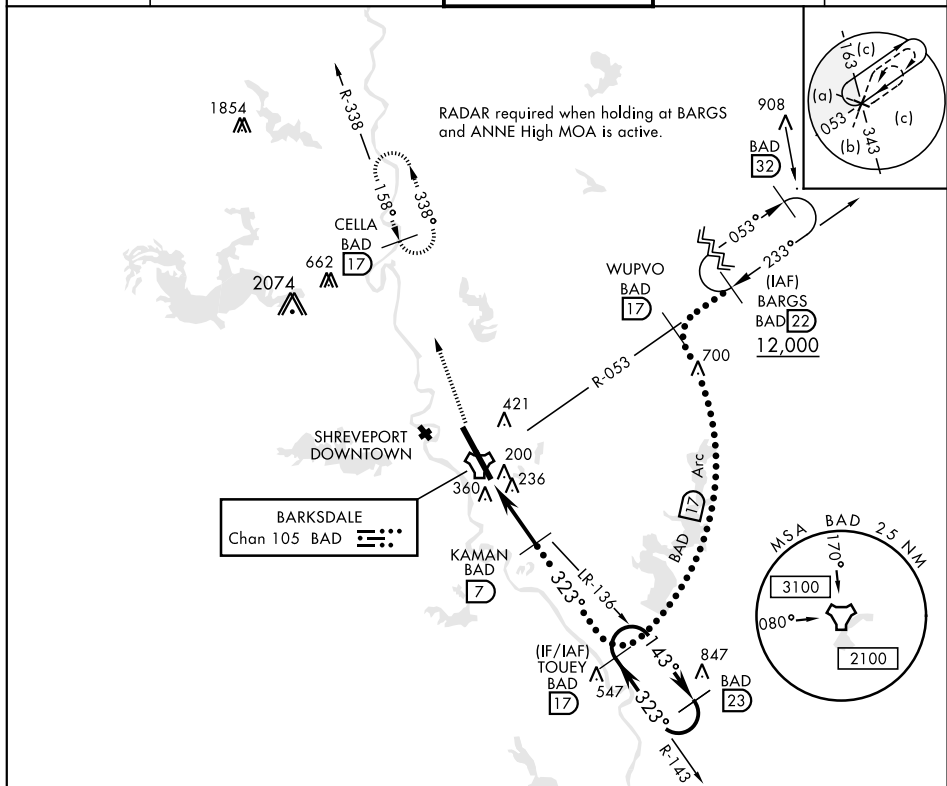 1854
R-338
RADAR required when holding at BARGS
and ANNE High MOA is active.
908
BAD
32
163
(c)
(a)
053
(b)
343
(c)
158°
338°
CELLA
BAD
17
662
2074
053°
233°
WUPVO
BAD
17
(IAF)
BARGS
BAD 22
12,000
700
R-053
421
SHREVEPORT
DOWNTOWN
200
236
360
BARKSDALE
Chan 105 BAD
BAD 17 Arc
KAMAN
BAD
7
323°
LR-136
MSA BAD 25 NM
170°
3100
080°
2100
(IF/IAF)
TOUEY
BAD
17
547
143°
847
BAD
23
323°
R-143